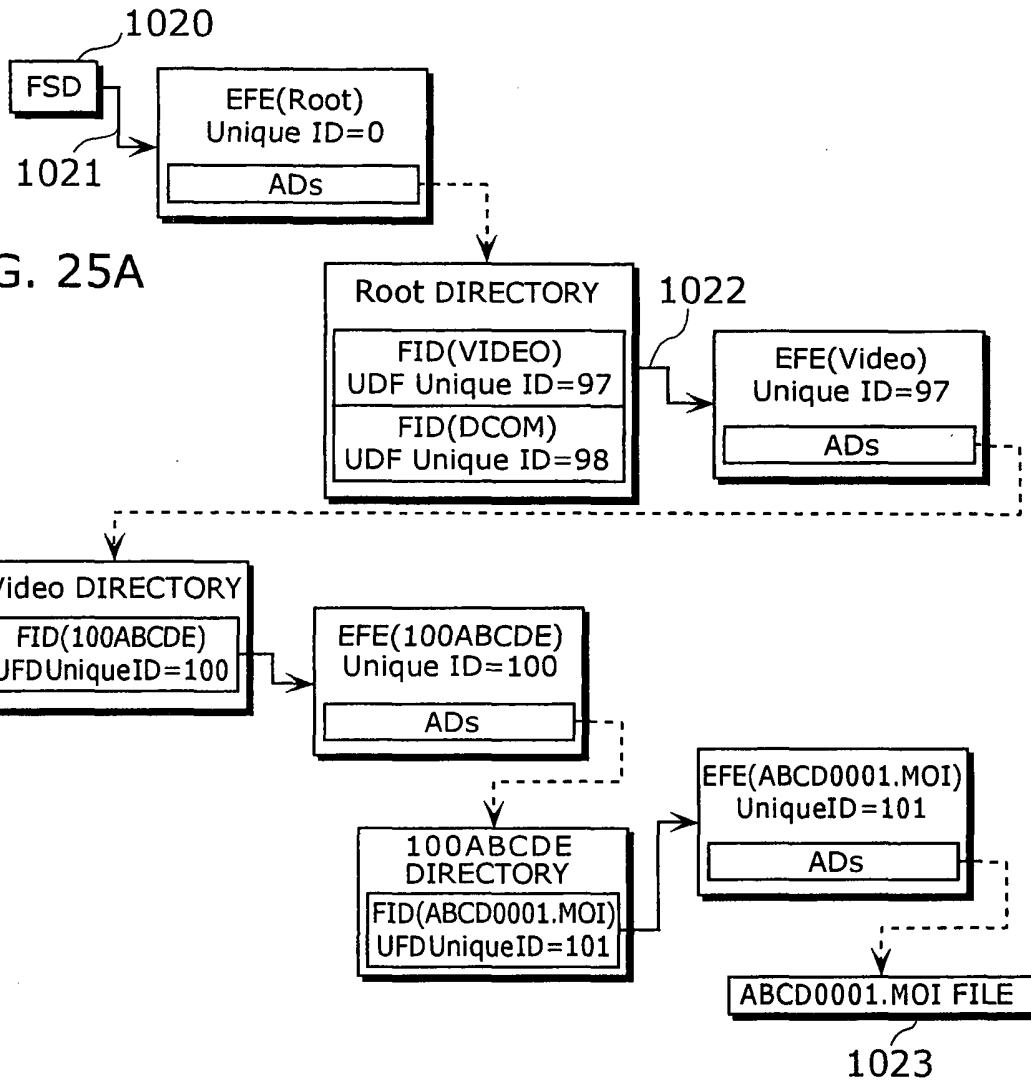 1020
FSD
EFE(Root)
Unique ID=0
ADs
1021
G. 25A
Root DIRECTORY
FID(VIDEO)
UDF Unique ID=97
FID(DCOM)
UDF Unique ID=98
1022
EFE(Video)
Unique ID=97
ADs
Video DIRECTORY
FID(100ABCDE)
UFDUniqueID=100
EFE(100ABCDE)
Unique ID=100
ADs
100ABCDE
DIRECTORY
FID(ABCD0001.MOI)
UFDUniqueID=101
EFE(ABCD0001.MOI)
UniqueID=101
ADs
ABCD0001.MOI FILE
1023